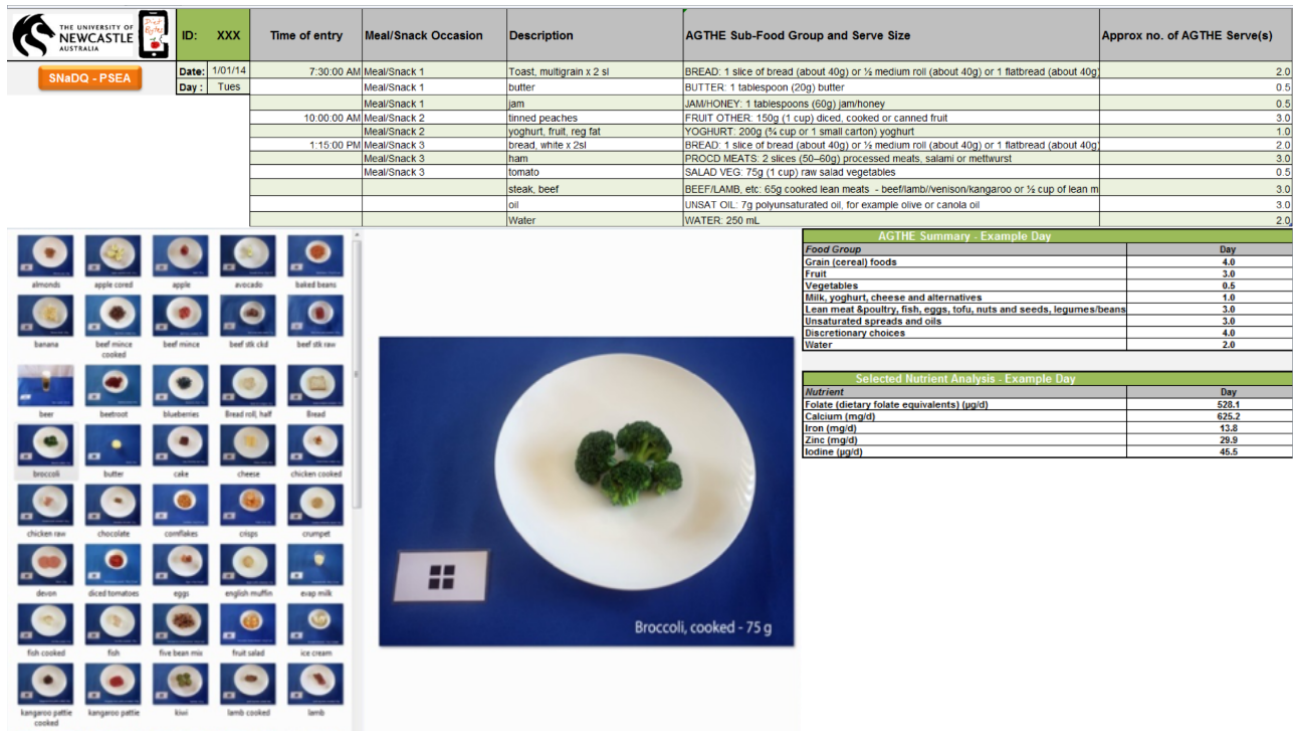 THE UNIVERSITY OF
NEWCASTLE
AUSTRALIA
ID: XXX Time of entry Meal/Snack Occasion Description AGTHE Sub-Food Group and Serve Size Approx no. of AGTHE Serve(s)
SNaDQ - PSEA
Date: 1/01/14 7:30:00 AM Meal/Snack 1 Toast, multigrain x 2 sl BREAD: 1 slice of bread (about 40g) or ½ medium roll (about 40g) or 1 flatbread (about 40g) 2.0
Day : Tues Meal/Snack 1 butter BUTTER: 1 tablespoon (20g) butter 0.5
Meal/Snack 1 jam JAM/HONEY: 1 tablespoons (60g) jam/honey 0.5
10:00:00 AM Meal/Snack 2 tinned peaches FRUIT OTHER: 150g (1 cup) diced, cooked or canned fruit 3.0
Meal/Snack 2 yoghurt, fruit, reg fat YOGHURT: 200g (¾ cup or 1 small carton) yoghurt 1.0
1:15:00 PM Meal/Snack 3 bread, white x 2sl BREAD: 1 slice of bread (about 40g) or ½ medium roll (about 40g) or 1 flatbread (about 40g) 2.0
Meal/Snack 3 ham PROCD MEATS: 2 slices (50–60g) processed meats, salami or mettwurst 3.0
Meal/Snack 3 tomato SALAD VEG: 75g (1 cup) raw salad vegetables 0.5
steak, beef BEEF/LAMB, etc: 65g cooked lean meats - beef/lamb//venison/kangaroo or ½ cup of lean m 3.0
oil UNSAT OIL: 7g polyunsaturated oil, for example olive or canola oil 3.0
Water WATER: 250 mL 2.0
almonds apple cored apple avocado baked beans
banana beef mince cooked beef mince beef stk ckd beef stk raw
beer beetroot blueberries Bread roll, half Bread
broccoli butter cake cheese chicken cooked
chicken raw chocolate cornflakes crisps crumpet
devon diced tomatoes eggs english muffin evap milk
fish cooked fish five bean mix fruit salad ice cream
kangaroo pattie cooked kangaroo pattie kiwi lamb cooked lamb
Broccoli, cooked - 75 g
AGTHE Summary - Example Day
Food Group Day
Grain (cereal) foods 4.0
Fruit 3.0
Vegetables 0.5
Milk, yoghurt, cheese and alternatives 1.0
Lean meat &poultry, fish, eggs, tofu, nuts and seeds, legumes/beans 3.0
Unsaturated spreads and oils 3.0
Discretionary choices 4.0
Water 2.0
Selected Nutrient Analysis - Example Day
Nutrient Day
Folate (dietary folate equivalents) (µg/d) 528.1
Calcium (mg/d) 625.2
Iron (mg/d) 13.8
Zinc (mg/d) 29.9
Iodine (µg/d) 45.5